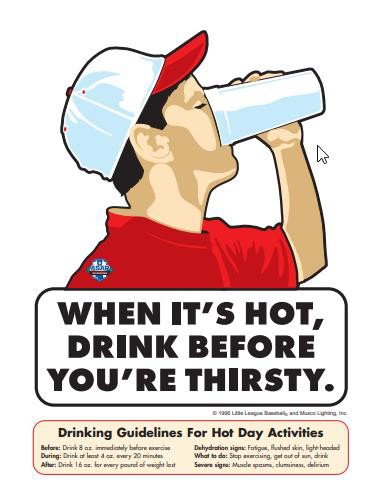 ASAP
WHEN IT'S HOT,
DRINK BEFORE
YOU'RE THIRSTY.
© 1996 Little League Baseball, and Musco Lighting, Inc.
Drinking Guidelines For Hot Day Activities
Before: Drink 8 oz. immediately before exercise
During: Drink at least 4 oz. every 20 minutes
After: Drink 16 oz. for every pound of weight lost
Dehydration signs: Fatigue, flushed skin, light-headed
What to do: Stop exercising, get out of sun, drink
Severe signs: Muscle spasms, clumsiness, delirium